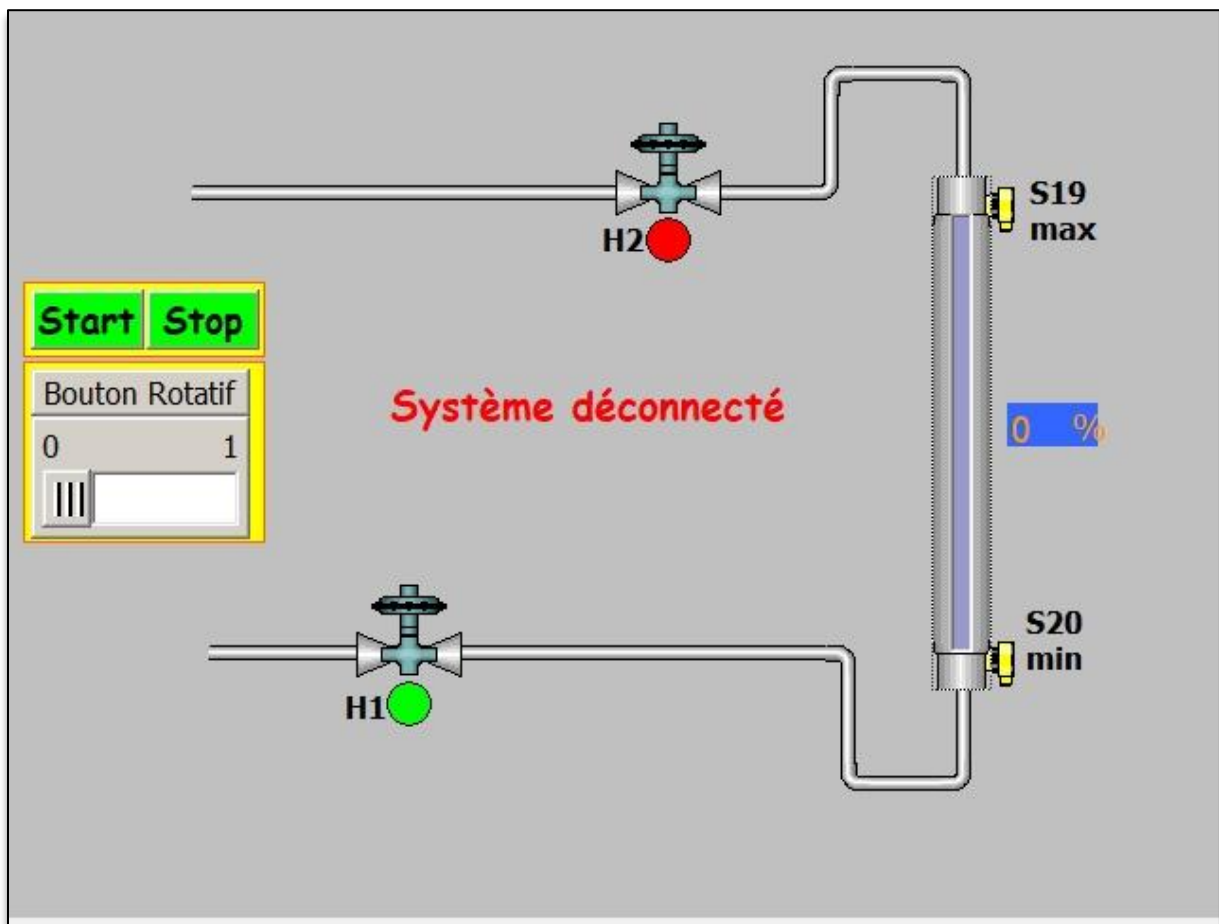 S19
max
H2
Start Stop
Bouton Rotatif
0 1
Système déconnecté
0 %
S20
min
H1